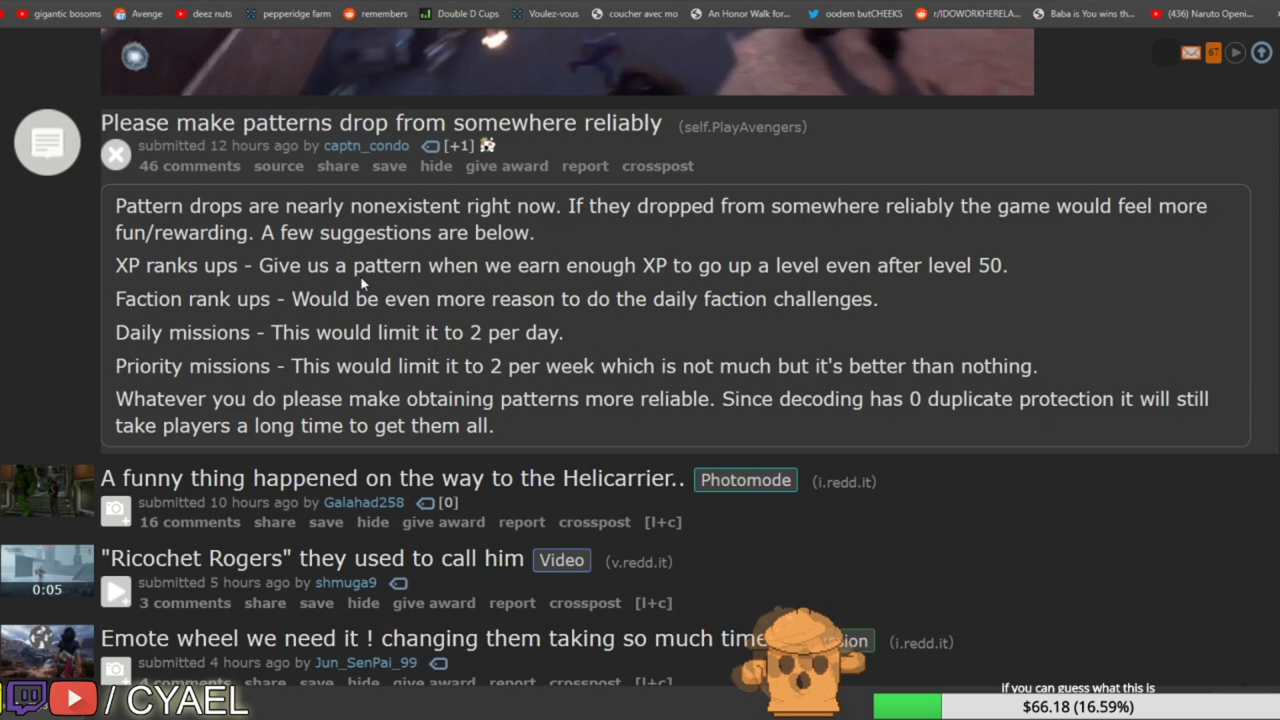 gigantic bosoms Avenge deez nuts pepperidge farm remembers Double D Cups Voulez-vous coucher avec mo An Honor Walk for... oodem butCHEEKS r/IDOWORKHERELA... Baba is You wins th... (436) Naruto Openi...
67
Please make patterns drop from somewhere reliably (self.PlayAvengers)
submitted 12 hours ago by captn_condo [+1]
46 comments source share save hide give award report crosspost
Pattern drops are nearly nonexistent right now. If they dropped from somewhere reliably the game would feel more
fun/rewarding. A few suggestions are below.
XP ranks ups - Give us a pattern when we earn enough XP to go up a level even after level 50.
Faction rank ups - Would be even more reason to do the daily faction challenges.
Daily missions - This would limit it to 2 per day.
Priority missions - This would limit it to 2 per week which is not much but it's better than nothing.
Whatever you do please make obtaining patterns more reliable. Since decoding has 0 duplicate protection it will still
take players a long time to get them all.
A funny thing happened on the way to the Helicarrier.. Photomode (i.redd.it)
submitted 10 hours ago by Galahad258 [0]
16 comments share save hide give award report crosspost [l+c]
"Ricochet Rogers" they used to call him Video (v.redd.it)
submitted 5 hours ago by shmuga9
0:05
3 comments share save hide give award report crosspost [l+c]
Emote wheel we need it ! changing them taking so much time (i.redd.it)
submitted 4 hours ago by Jun_SenPai_99
comments share save hide give award report crosspost [l+c]
/ CYAEL
if you can guess what this is
$66.18 (16.59%)